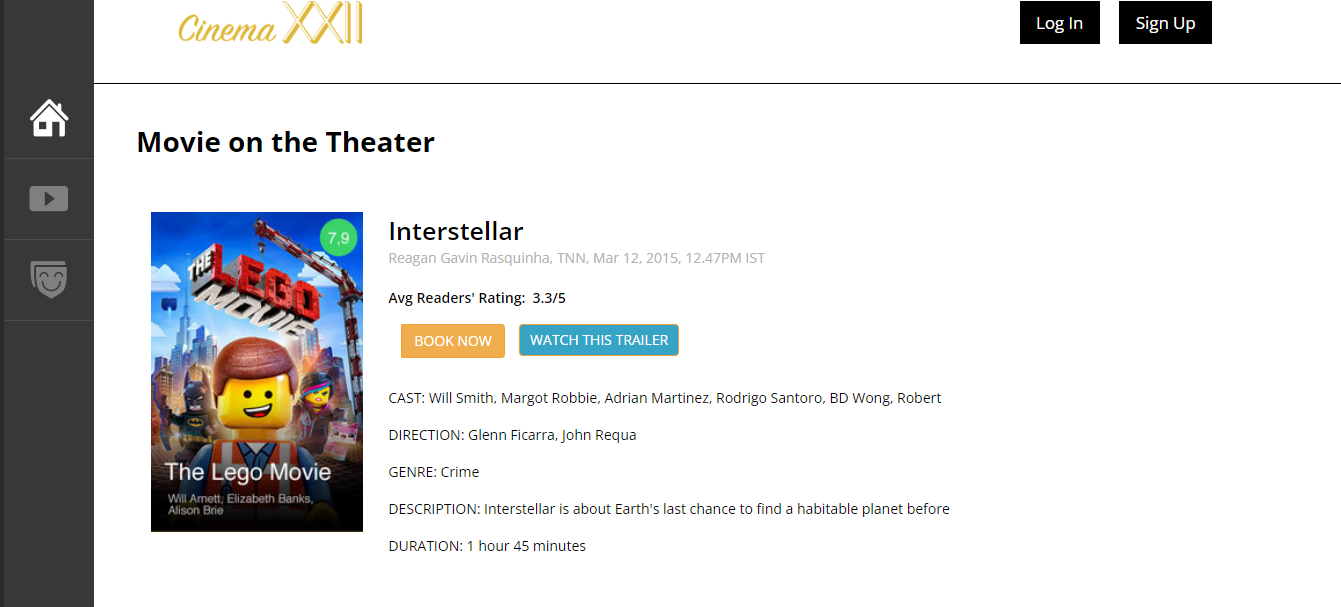 Cinema XXII
Log In
Sign Up
Movie on the Theater
7,9
THE
LEGO
MOVIE
The Lego Movie
Will Arnett, Elizabeth Banks,
Alison Brie
Interstellar
Reagan Gavin Rasquinha, TNN, Mar 12, 2015, 12.47PM IST
Avg Readers' Rating: 3.3/5
BOOK NOW
WATCH THIS TRAILER
CAST: Will Smith, Margot Robbie, Adrian Martinez, Rodrigo Santoro, BD Wong, Robert
DIRECTION: Glenn Ficarra, John Requa
GENRE: Crime
DESCRIPTION: Interstellar is about Earth's last chance to find a habitable planet before
DURATION: 1 hour 45 minutes